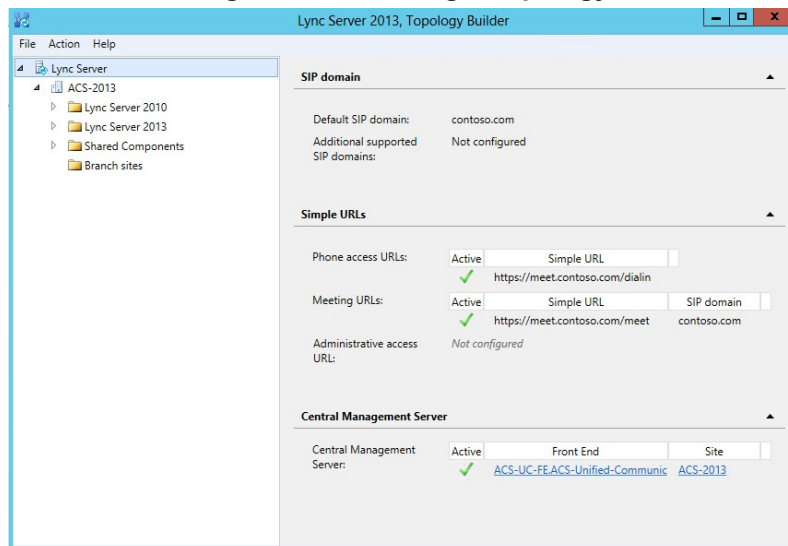 Lync Server 2013, Topology Builder
File Action Help
Lync Server
ACS-2013
Lync Server 2010
Lync Server 2013
Shared Components
Branch sites
SIP domain
Default SIP domain: contoso.com
Additional supported SIP domains: Not configured
Simple URLs
Phone access URLs: Active Simple URL
https://meet.contoso.com/dialin
Meeting URLs: Active Simple URL SIP domain
https://meet.contoso.com/meet contoso.com
Administrative access URL: Not configured
Central Management Server
Central Management Server: Active Front End Site
ACS-UC-FE.ACS-Unified-Communic ACS-2013